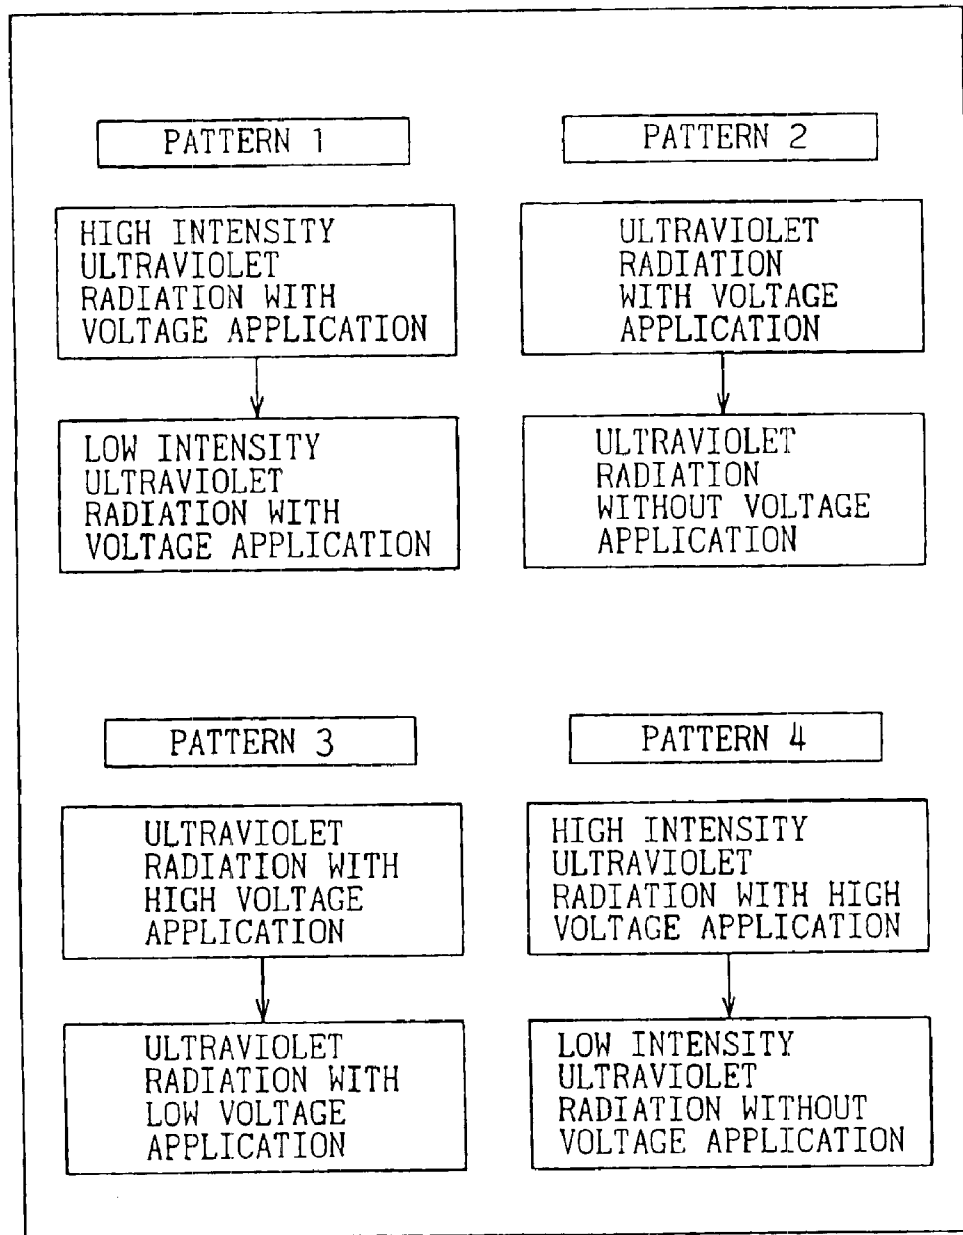 PATTERN 1
HIGH INTENSITY
ULTRAVIOLET
RADIATION WITH
VOLTAGE APPLICATION
LOW INTENSITY
ULTRAVIOLET
RADIATION WITH
VOLTAGE APPLICATION
PATTERN 2
ULTRAVIOLET
RADIATION
WITH VOLTAGE
APPLICATION
ULTRAVIOLET
RADIATION
WITHOUT VOLTAGE
APPLICATION
PATTERN 3
ULTRAVIOLET
RADIATION WITH
HIGH VOLTAGE
APPLICATION
ULTRAVIOLET
RADIATION WITH
LOW VOLTAGE
APPLICATION
PATTERN 4
HIGH INTENSITY
ULTRAVIOLET
RADIATION WITH HIGH
VOLTAGE APPLICATION
LOW INTENSITY
ULTRAVIOLET
RADIATION WITHOUT
VOLTAGE APPLICATION